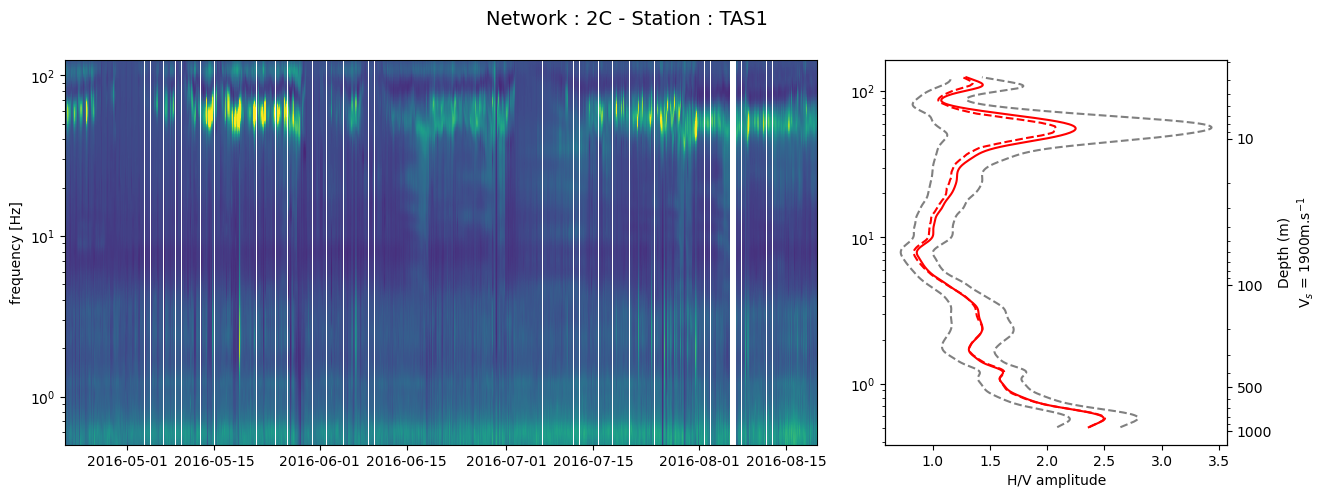 Network : 2C - Station : TAS1
frequency [Hz]
10²
10¹
10⁰
2016-05-01 2016-05-15 2016-06-01 2016-06-15 2016-07-01 2016-07-15 2016-08-01 2016-08-15
10²
10¹
10⁰
1.0 1.5 2.0 2.5 3.0 3.5
H/V amplitude
10
100
500
1000
Depth (m)
Vₛ = 1900m.s⁻¹